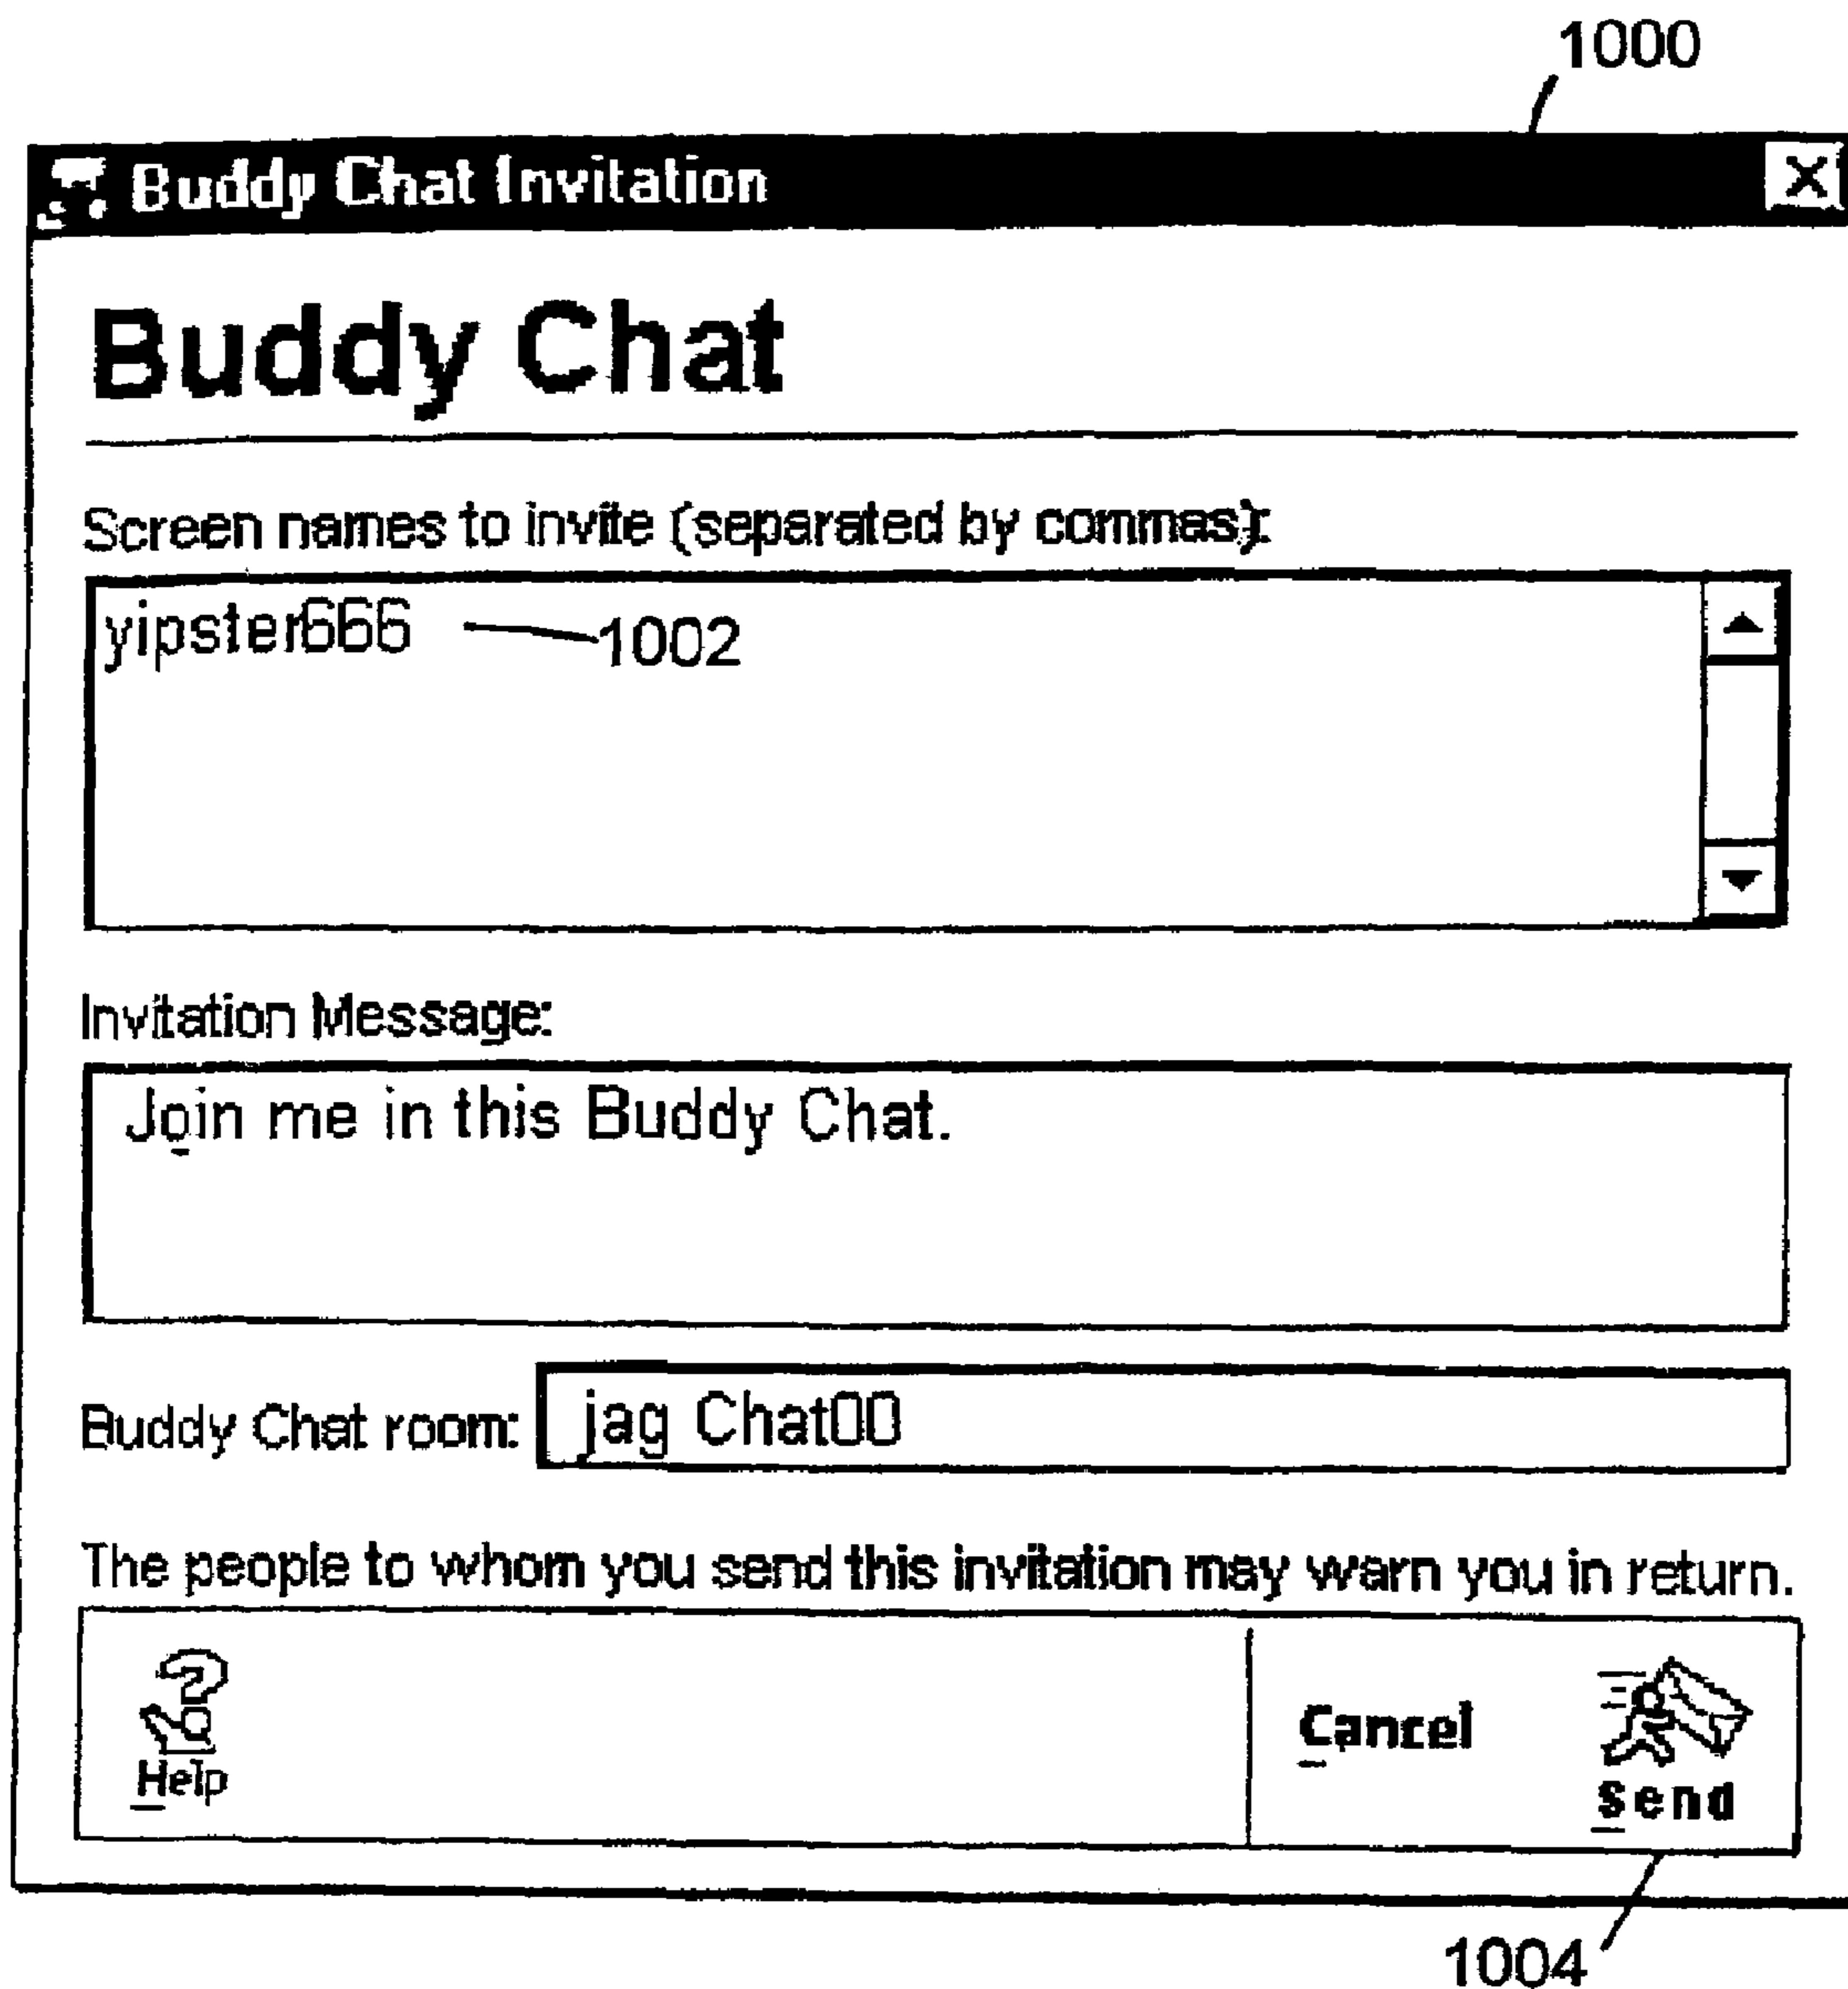 1000
Buddy Chat Invitation
Buddy Chat
Screen names to invite (separated by commas):
yipster666
1002
Invitation Message:
Join me in this Buddy Chat.
Buddy Chat room: jag Chat00
The people to whom you send this invitation may warn you in return.
Help
Cancel
Send
1004